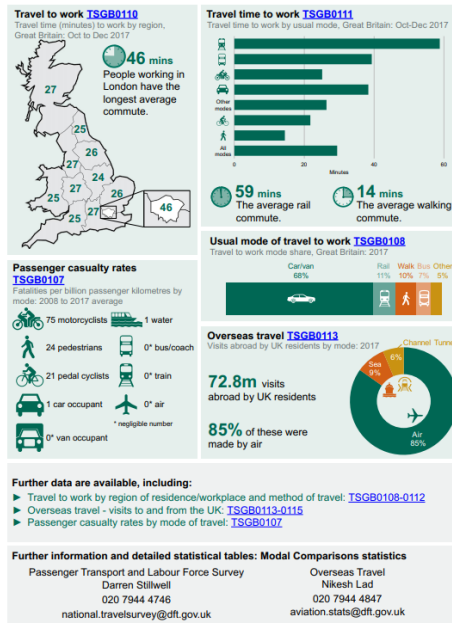 Travel to work TSGB0110
Travel time (minutes) to work by region,
Great Britain: Oct to Dec 2017
46 mins
People working in
London have the
longest average
commute.
27
25
26
27
24
25
27
26
25
27
46
Travel time to work TSGB0111
Travel time to work by usual mode, Great Britain: Oct-Dec 2017
Other
modes
All
modes
0
20
40
60
Minutes
59 mins
The average rail
commute.
14 mins
The average walking
commute.
Usual mode of travel to work TSGB0108
Travel to work mode share, Great Britain: 2017
Car/van
68%
Rail
11%
Walk
10%
Bus
7%
Other
5%
Passenger casualty rates
TSGB0107
Fatalities per billion passenger kilometres by
mode: 2008 to 2017 average
75 motorcyclists
1 water
24 pedestrians
0* bus/coach
21 pedal cyclists
0* train
1 car occupant
0* air
* negligible number
0* van occupant
Overseas travel TSGB0113
Visits abroad by UK residents by mode: 2017
72.8m visits
abroad by UK residents
85% of these were
made by air
Channel Tunne
6%
Sea
9%
Air
85%
Further data are available, including:
► Travel to work by region of residence/workplace and method of travel: TSGB0108-0112
► Overseas travel - visits to and from the UK: TSGB0113-0115
► Passenger casualty rates by mode of travel: TSGB0107
Further information and detailed statistical tables: Modal Comparisons statistics
Passenger Transport and Labour Force Survey
Darren Stillwell
020 7944 4746
national.travelsurvey@dft.gov.uk
Overseas Travel
Nikesh Lad
020 7944 4847
aviation.stats@dft.gov.uk